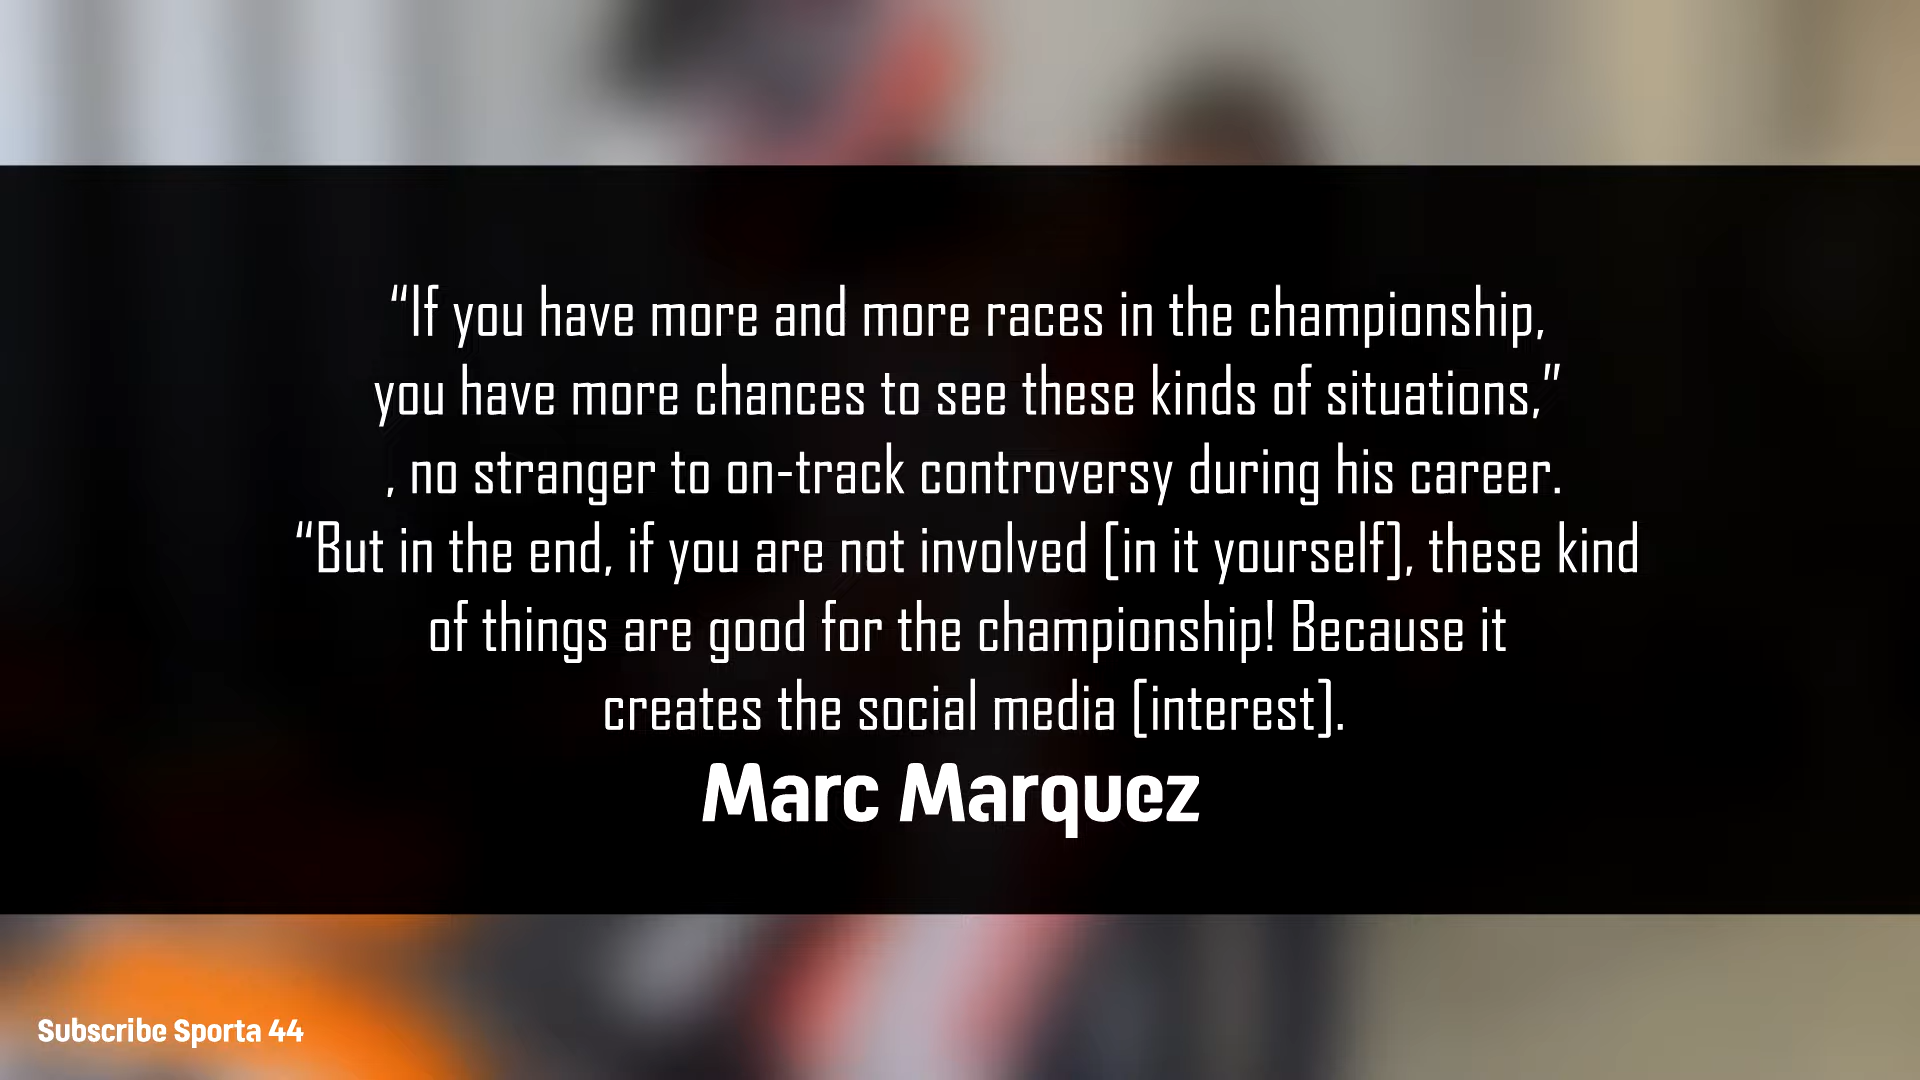 “If you have more and more races in the championship,
you have more chances to see these kinds of situations,”
, no stranger to on-track controversy during his career.
“But in the end, if you are not involved [in it yourself], these kind
of things are good for the championship! Because it
creates the social media [interest].
Marc Marquez
Subscribe Sporta 44